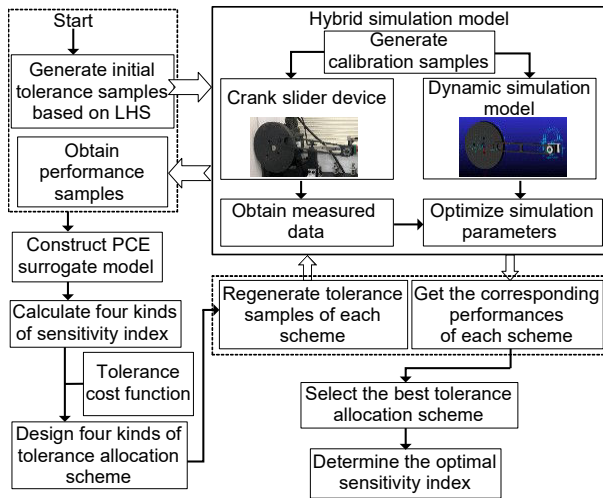 Start
Generate initial
tolerance samples
based on LHS
Obtain
performance
samples
Construct PCE
surrogate model
Calculate four kinds
of sensitivity index
Tolerance
cost function
Design four kinds of
tolerance allocation
scheme
Hybrid simulation model
Generate
calibration samples
Crank slider device
Dynamic simulation
model
Obtain measured
data
Optimize simulation
parameters
Regenerate tolerance
samples of each
scheme
Get the corresponding
performances
of each scheme
Select the best tolerance
allocation scheme
Determine the optimal
sensitivity index